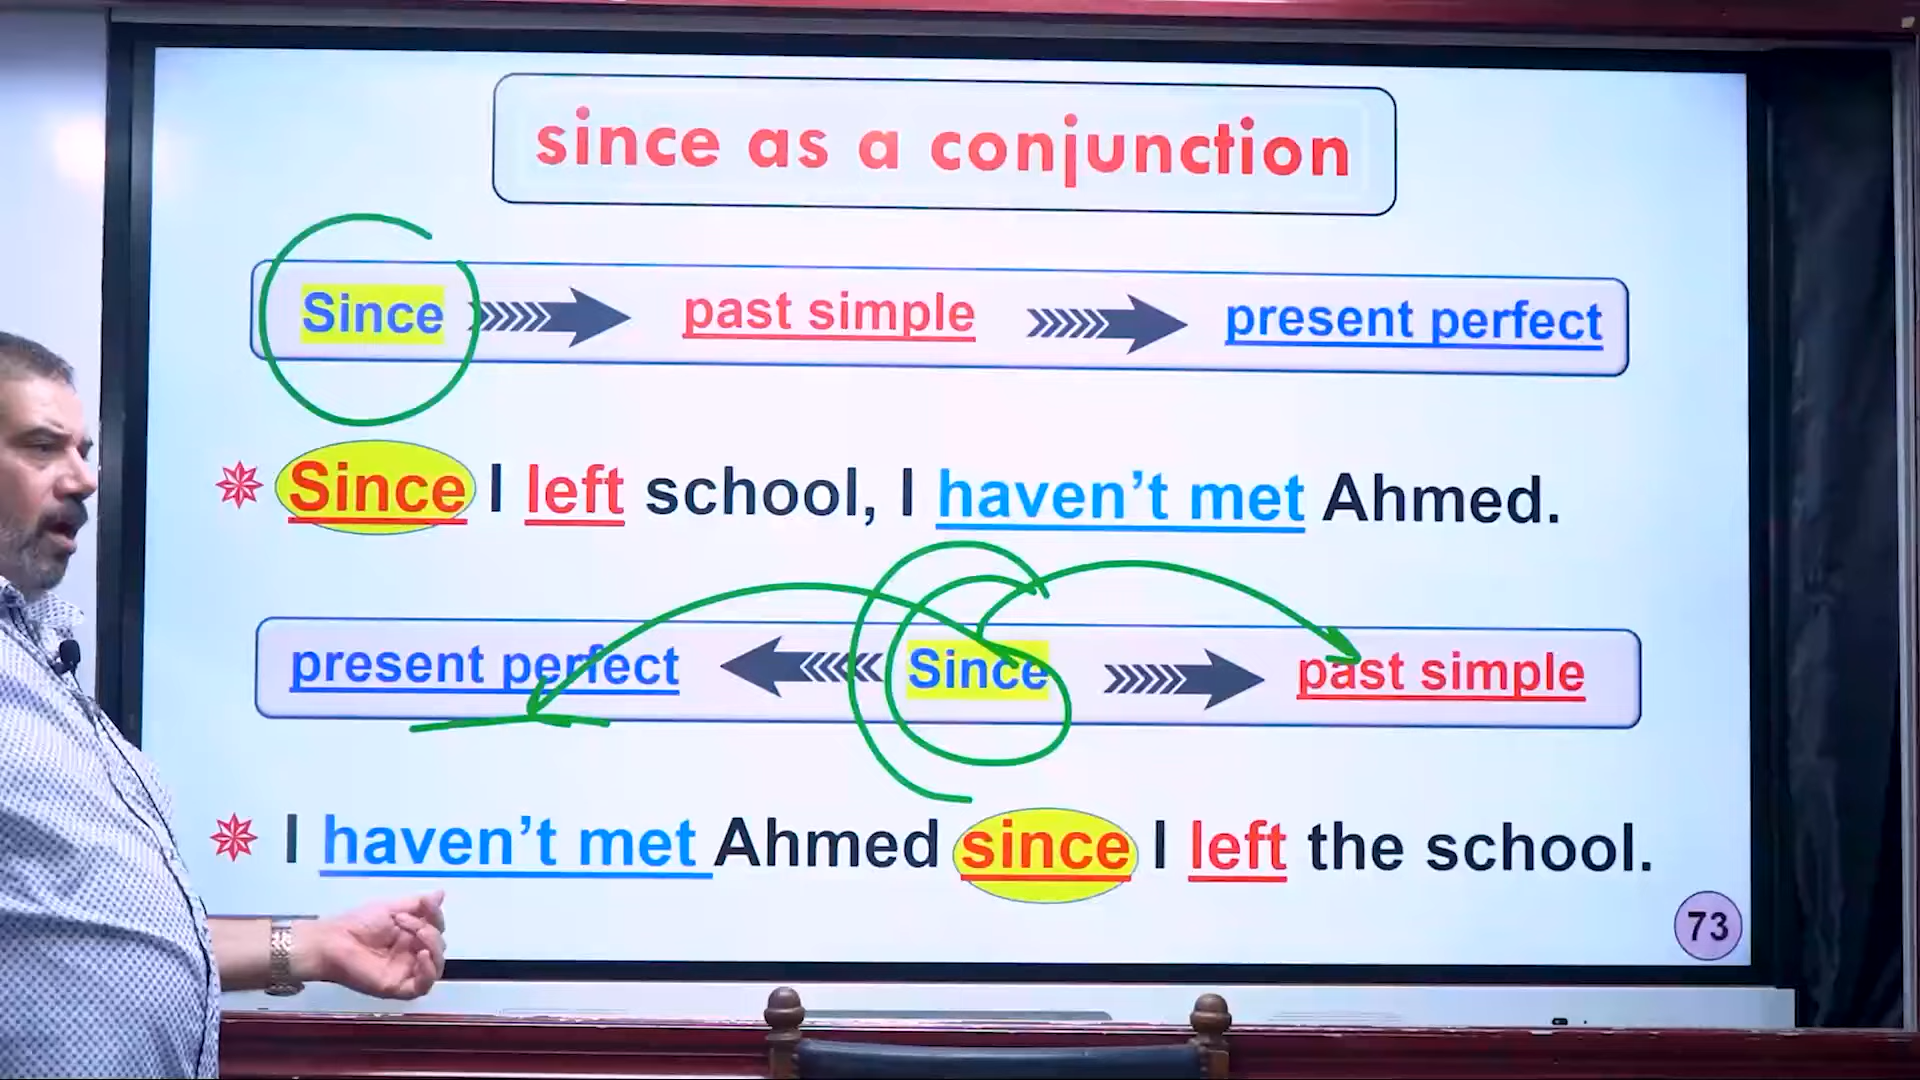 since as a conjunction
Since past simple present perfect
Since I left school, I haven't met Ahmed.
present perfect Since past simple
I haven't met Ahmed since I left the school.
73